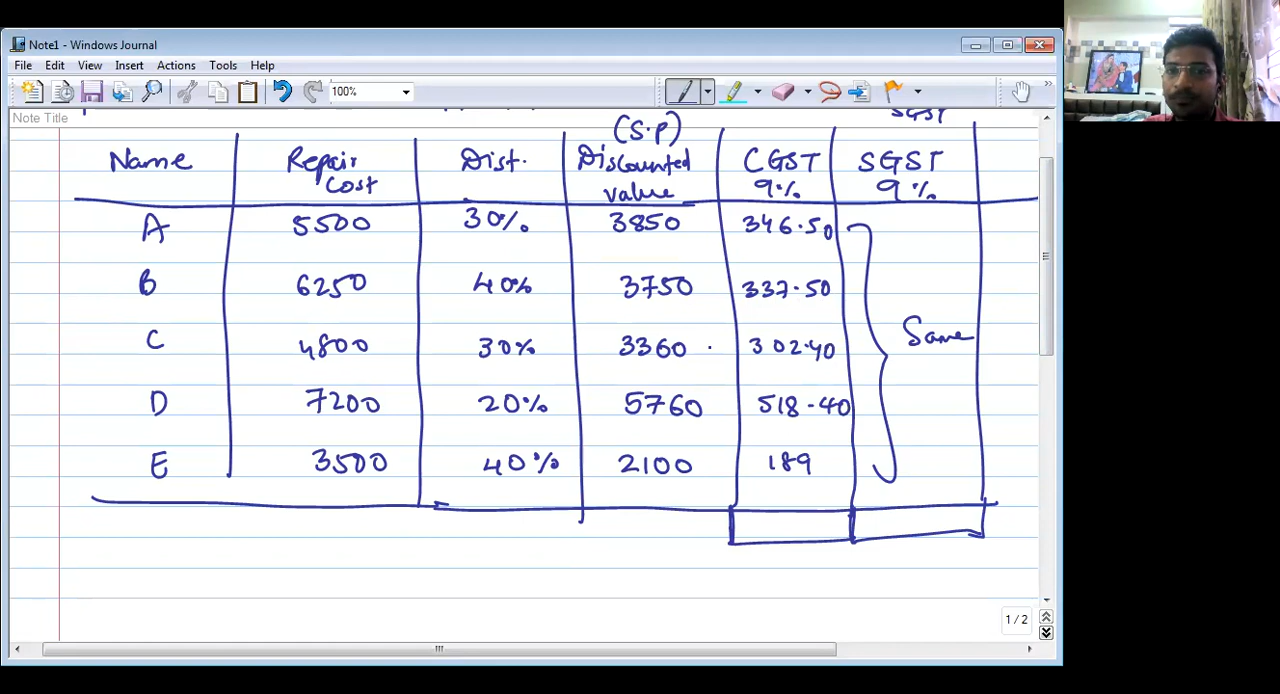 Note1 - Windows Journal
File Edit View Insert Actions Tools Help
100%
Note Title
SGST
(S.P)
Name Repair Cost Dist. Discounted value CGST 9% SGST 9%
A 5500 30% 3850 346.50
B 6250 40% 3750 337.50
C 4800 30% 3360 302.40 Same
D 7200 20% 5760 518.40
E 3500 40% 2100 189
1 / 2